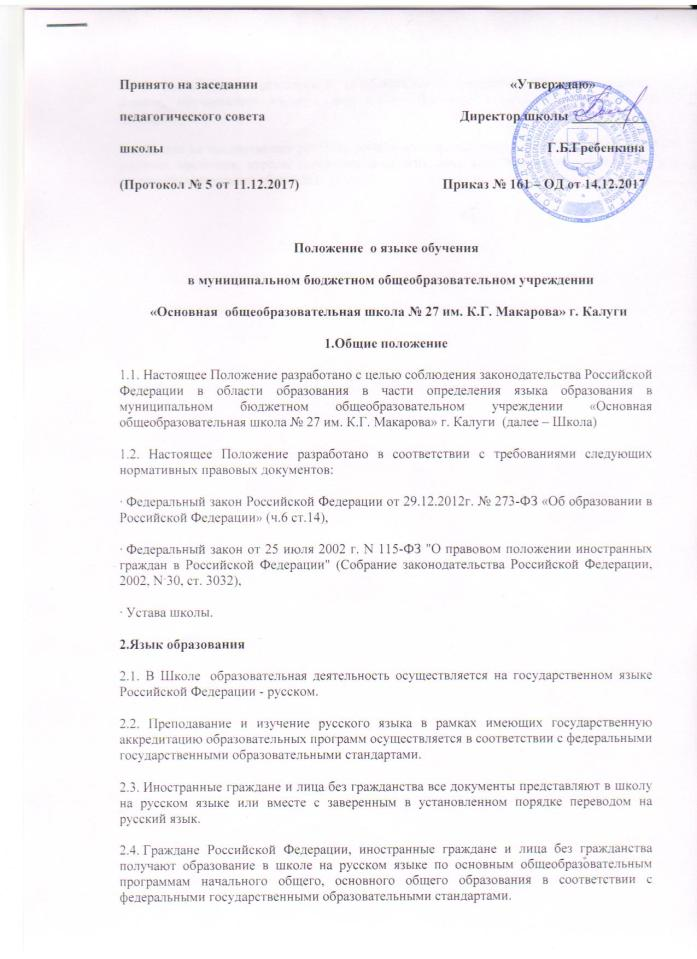 Принято на заседании «Утверждаю»
педагогического совета Директор школы
школы Г.Б.Гребенкина
(Протокол № 5 от 11.12.2017) Приказ № 161 – ОД от 14.12.2017
Положение о языке обучения
в муниципальном бюджетном общеобразовательном учреждении
«Основная общеобразовательная школа № 27 им. К.Г. Макарова» г. Калуги
1.Общие положение
1.1. Настоящее Положение разработано с целью соблюдения законодательства Российской
Федерации в области образования в части определения языка образования в
муниципальном бюджетном общеобразовательном учреждении «Основная
общеобразовательная школа № 27 им. К.Г. Макарова» г. Калуги (далее – Школа)
1.2. Настоящее Положение разработано в соответствии с требованиями следующих
нормативных правовых документов:
· Федеральный закон Российской Федерации от 29.12.2012г. № 273-ФЗ «Об образовании в
Российской Федерации» (ч.6 ст.14),
· Федеральный закон от 25 июля 2002 г. N 115-ФЗ "О правовом положении иностранных
граждан в Российской Федерации" (Собрание законодательства Российской Федерации,
2002, N 30, ст. 3032),
· Устава школы.
2.Язык образования
2.1. В Школе образовательная деятельность осуществляется на государственном языке
Российской Федерации - русском.
2.2. Преподавание и изучение русского языка в рамках имеющих государственную
аккредитацию образовательных программ осуществляется в соответствии с федеральными
государственными образовательными стандартами.
2.3. Иностранные граждане и лица без гражданства все документы представляют в школу
на русском языке или вместе с заверенным в установленном порядке переводом на
русский язык.
2.4. Граждане Российской Федерации, иностранные граждане и лица без гражданства
получают образование в школе на русском языке по основным общеобразовательным
программам начального общего, основного общего образования в соответствии с
федеральными государственными образовательными стандартами.